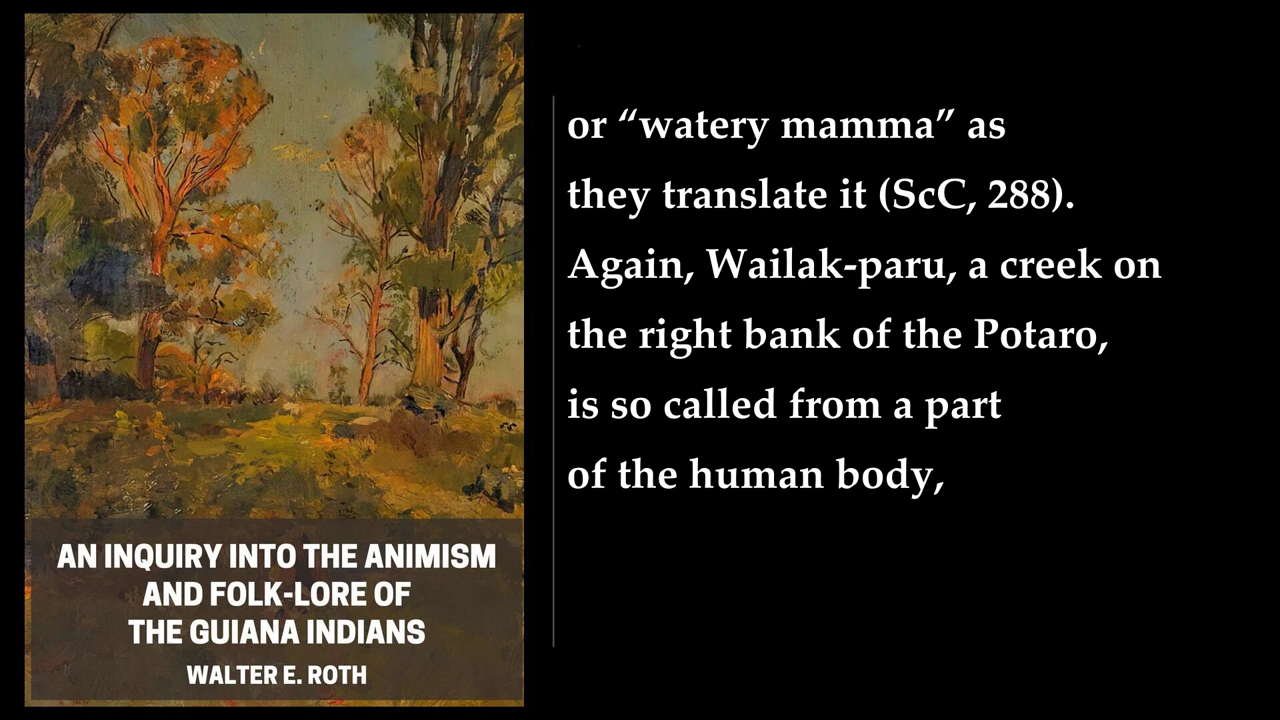 or “watery mamma” as
they translate it (ScC, 288).
Again, Wailak-paru, a creek on
the right bank of the Potaro,
is so called from a part
of the human body,
AN INQUIRY INTO THE ANIMISM
AND FOLK-LORE OF
THE GUIANA INDIANS
WALTER E. ROTH